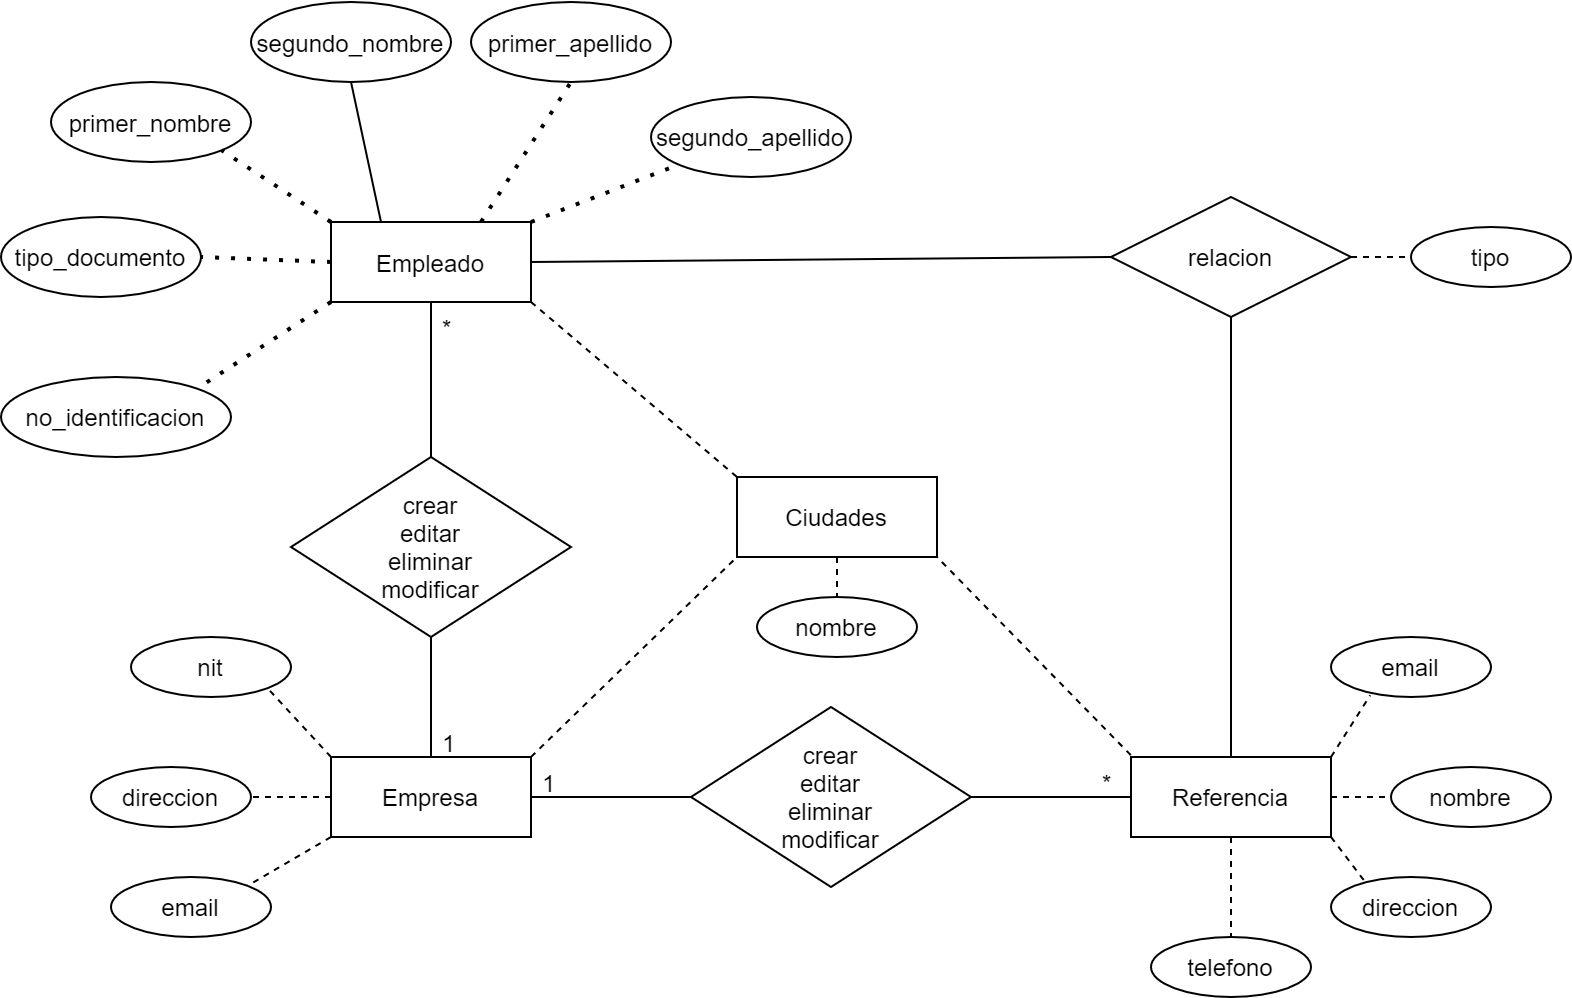 segundo_nombre
primer_apellido
primer_nombre
segundo_apellido
tipo_documento
Empleado
relacion
tipo
*
no_identificacion
crear
editar
eliminar
modificar
Ciudades
nombre
nit
email
1
crear
editar
eliminar
modificar
direccion
Empresa
1
*
Referencia
nombre
email
direccion
telefono